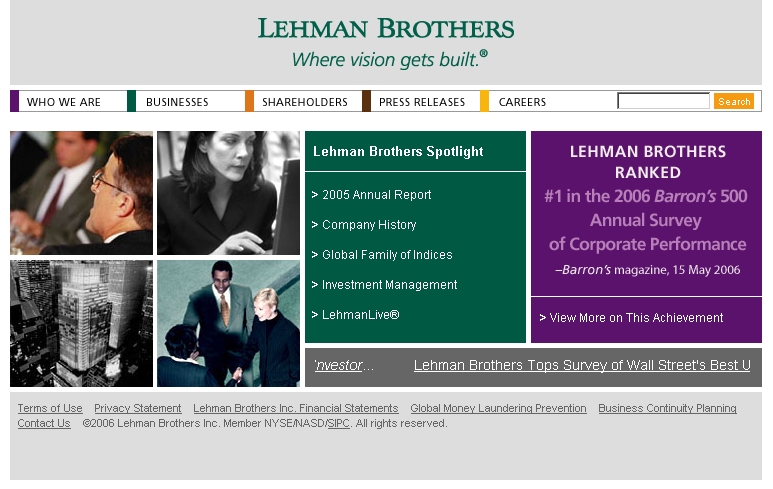 LEHMAN BROTHERS
Where vision gets built.®
WHO WE ARE
BUSINESSES
SHAREHOLDERS
PRESS RELEASES
CAREERS
Search
Lehman Brothers Spotlight
> 2005 Annual Report
> Company History
> Global Family of Indices
> Investment Management
> LehmanLive®
LEHMAN BROTHERS
RANKED
#1 in the 2006 Barron's 500
Annual Survey
of Corporate Performance
–Barron's magazine, 15 May 2006
> View More on This Achievement
'nvestor... Lehman Brothers Tops Survey of Wall Street's Best U
Terms of Use Privacy Statement Lehman Brothers Inc. Financial Statements Global Money Laundering Prevention Business Continuity Planning
Contact Us ©2006 Lehman Brothers Inc. Member NYSE/NASD/SIPC. All rights reserved.